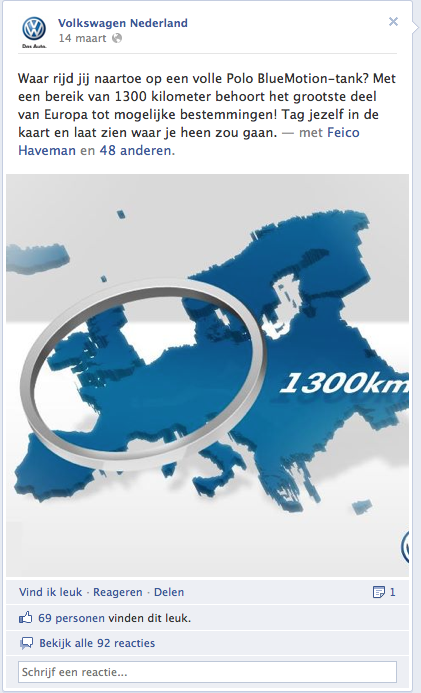 Volkswagen Nederland
14 maart
Das Auto.
Waar rijd jij naartoe op een volle Polo BlueMotion-tank? Met
een bereik van 1300 kilometer behoort het grootste deel
van Europa tot mogelijke bestemmingen! Tag jezelf in de
kaart en laat zien waar je heen zou gaan. — met Feico
Haveman en 48 anderen.
1300km
Vind ik leuk · Reageren · Delen
1
69 personen vinden dit leuk.
Bekijk alle 92 reacties
Schrijf een reactie...